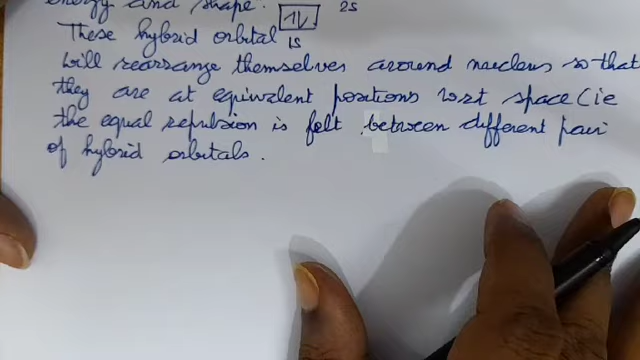 energy and shape. 2s
These hybrid orbital 1s
will rearrange themselves around nucleus so that
they are at equivalent positions wrt space (ie
the equal repulsion is felt between different pair
of hybrid orbitals.